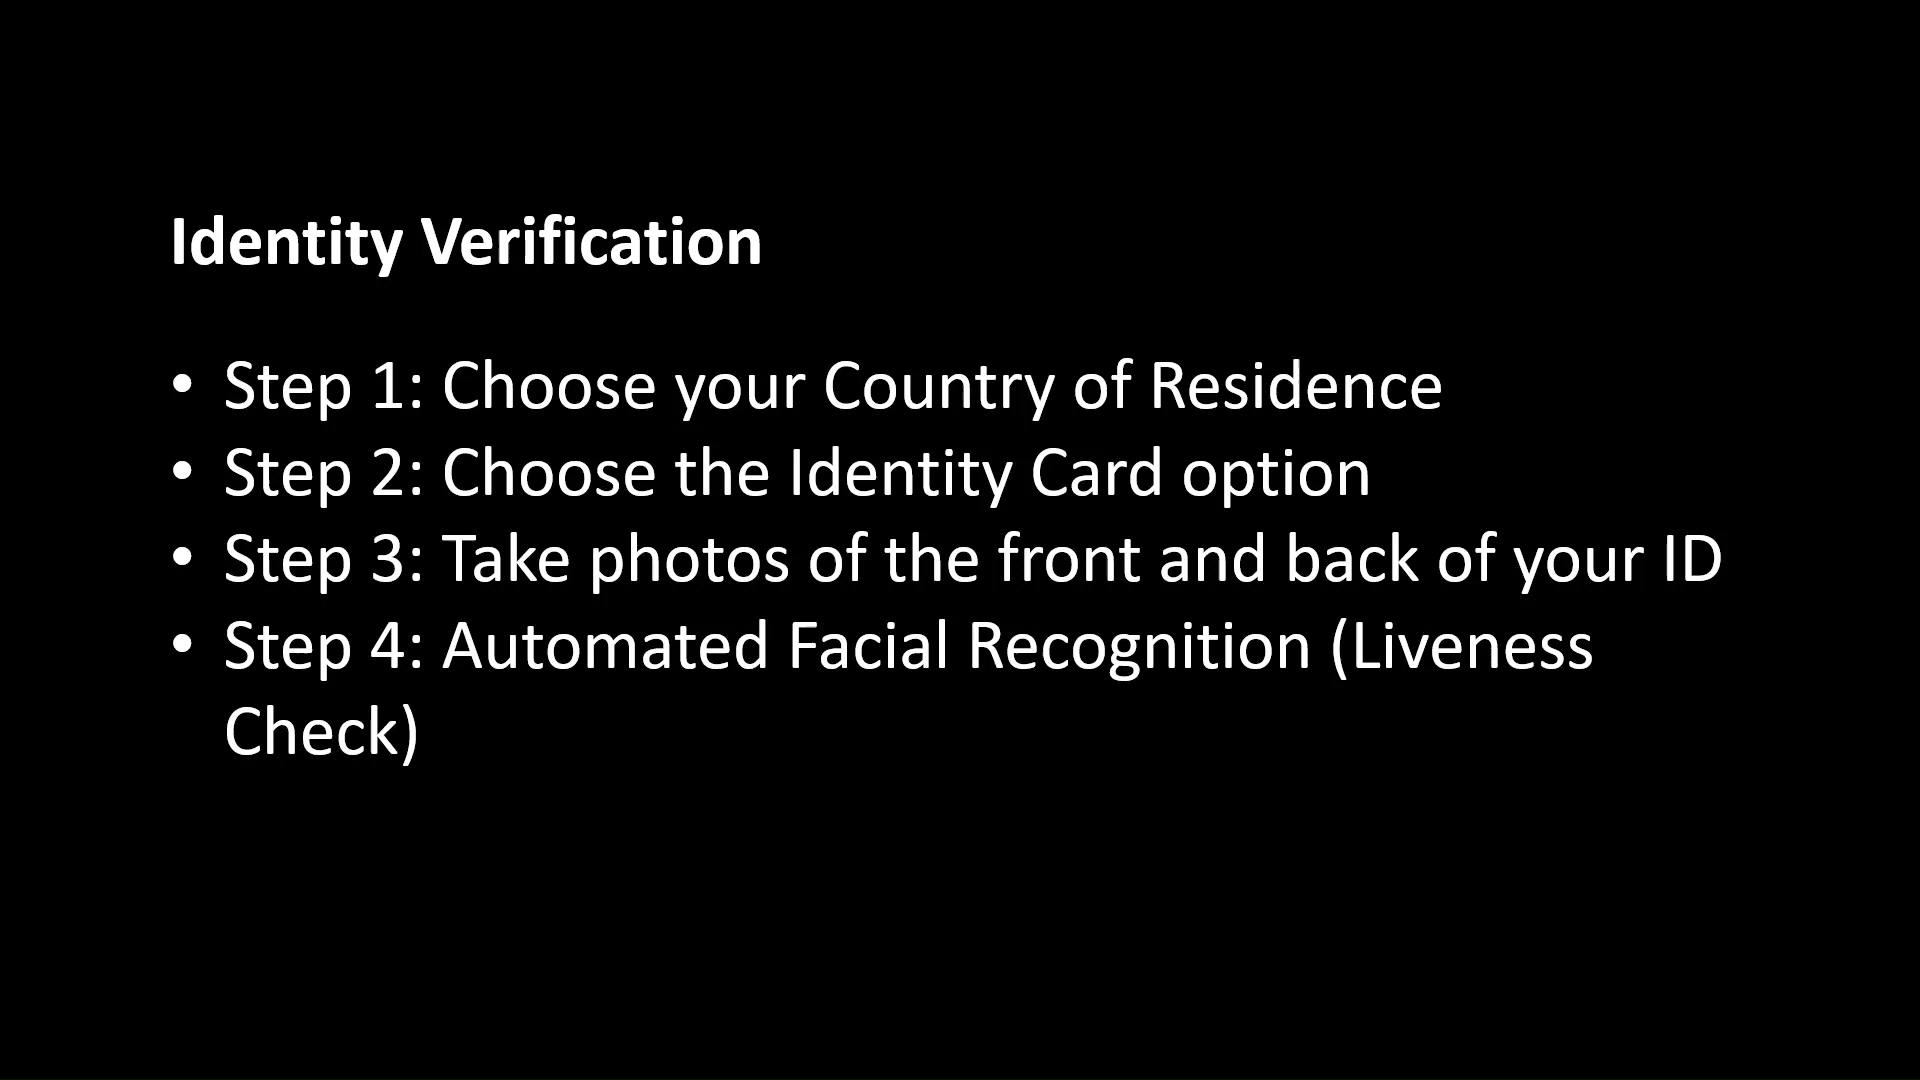 Identity Verification
• Step 1: Choose your Country of Residence
• Step 2: Choose the Identity Card option
• Step 3: Take photos of the front and back of your ID
• Step 4: Automated Facial Recognition (Liveness
Check)